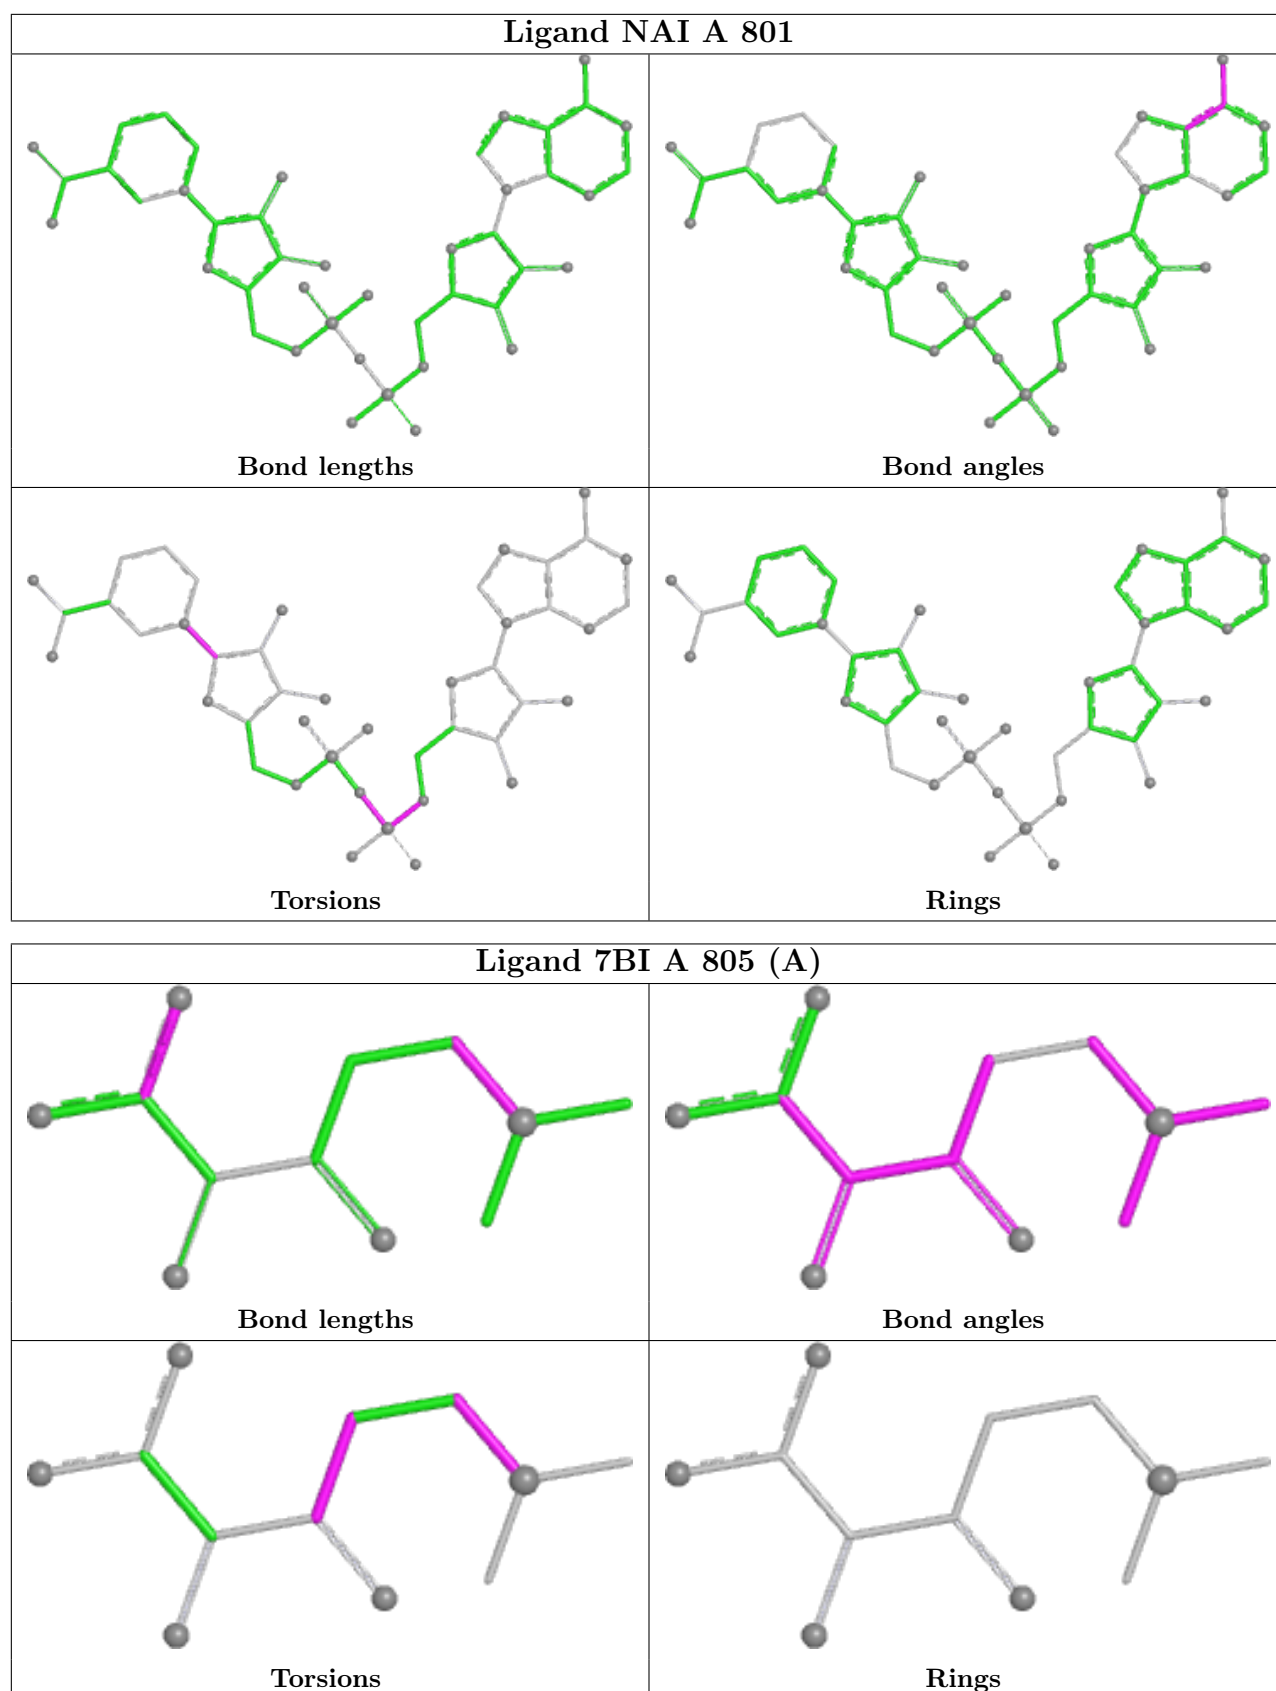 Ligand NAI A 801
Bond lengths
Bond angles
Torsions
Rings
Ligand 7BI A 805 (A)
Bond lengths
Bond angles
Torsions
Rings